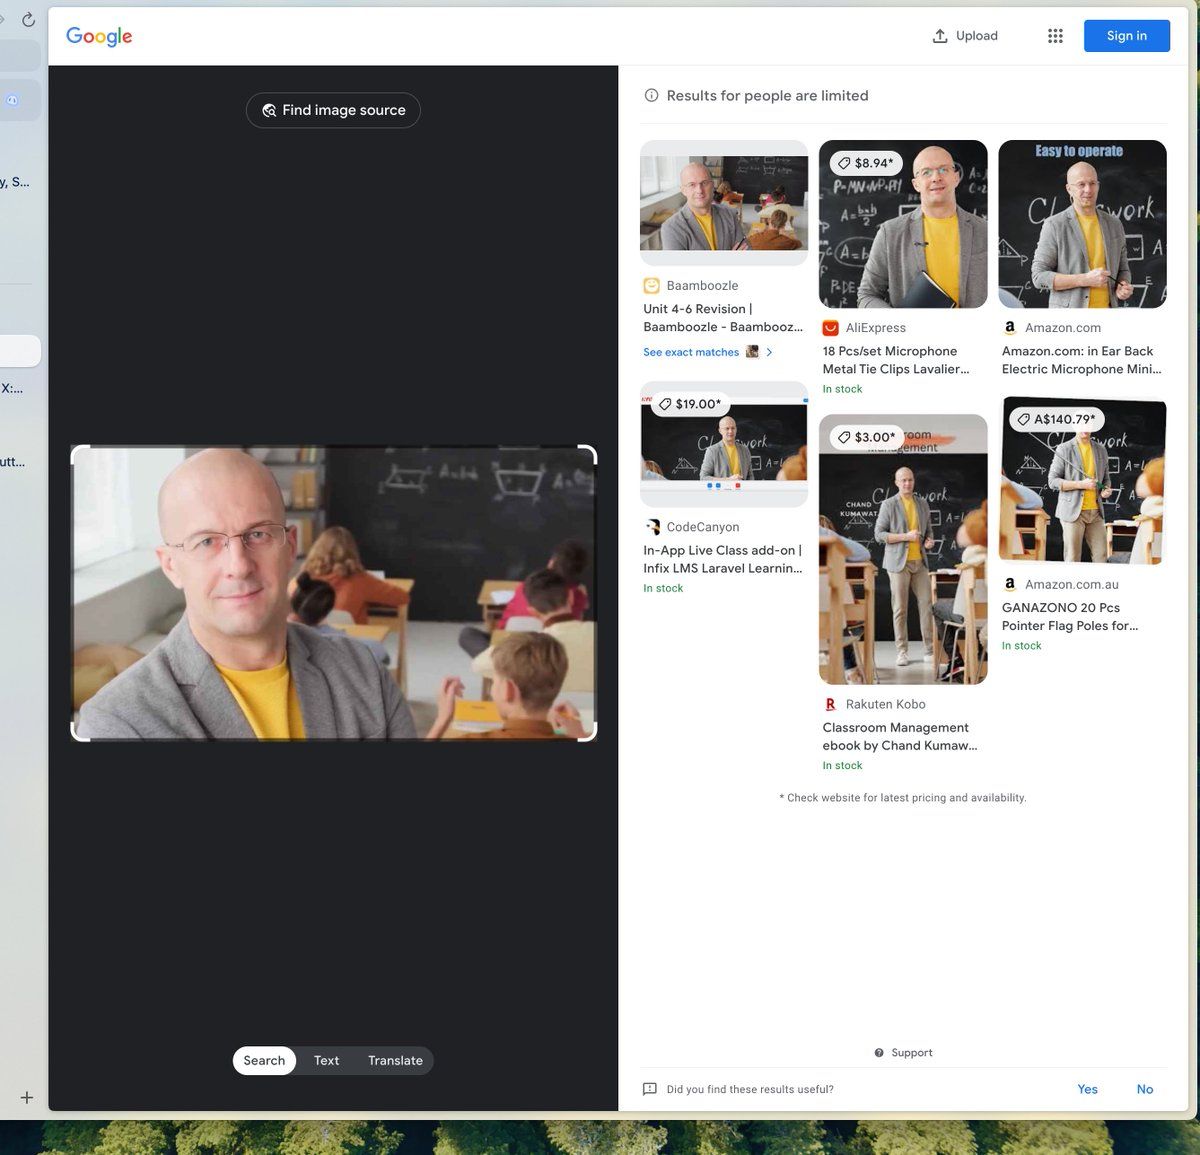 Google
Upload
Sign in
Find image source
Results for people are limited
y, S...
X:...
utt...
$8.94*
Easy to operate
Baamboozle
Unit 4-6 Revision |
Baamboozle - Baambooz...
See exact matches
AliExpress
18 Pcs/set Microphone
Metal Tie Clips Lavalier...
In stock
Amazon.com
Amazon.com: in Ear Back
Electric Microphone Mini...
$19.00*
CodeCanyon
In-App Live Class add-on |
Infix LMS Laravel Learnin...
In stock
$3.00*
CHAND
KUMAWAT
Rakuten Kobo
Classroom Management
ebook by Chand Kumaw...
In stock
A$140.79*
Amazon.com.au
GANAZONO 20 Pcs
Pointer Flag Poles for...
In stock
* Check website for latest pricing and availability.
Search
Text
Translate
Support
Did you find these results useful?
Yes
No